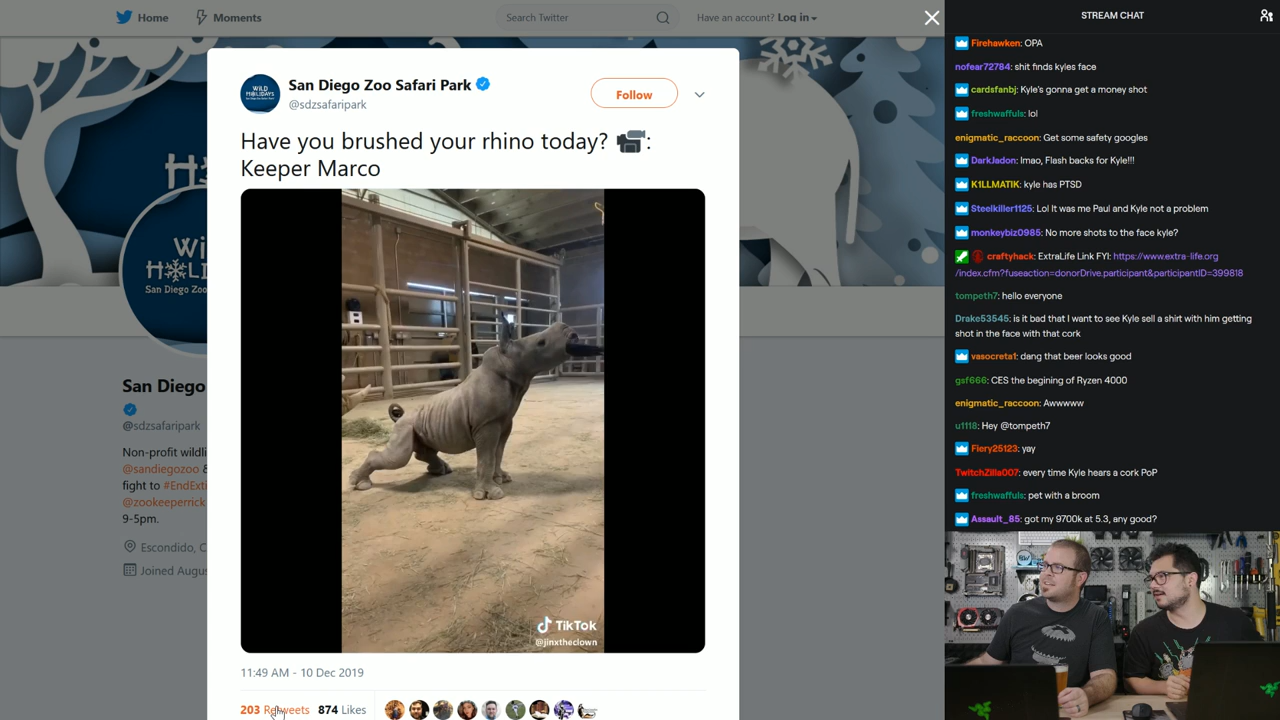 Home
Moments
Search Twitter
Have an account? Log in
San Diego Zoo Safari Park
@sdzsafaripark
Follow
Have you brushed your rhino today? 🎥:
Keeper Marco
TikTok
@jinxtheclown
11:49 AM - 10 Dec 2019
203 Retweets 874 Likes
WILD
San Diego Zoo
San Diego
@sdzsafaripark
Non-profit wildli
@sandiegozoo &
fight to #EndExti
@zookeeperrick
9-5pm.
Escondido, C
Joined Augus
STREAM CHAT
Firehawken: OPA
nofear72784: shit finds kyles face
cardsfanbj: Kyle's gonna get a money shot
freshwaffuls: lol
enigmatic_raccoon: Get some safety googles
DarkJadon: lmao, Flash backs for Kyle!!!
K1LLMATIK: kyle has PTSD
Steelkiller1125: Lol It was me Paul and Kyle not a problem
monkeybiz0985: No more shots to the face kyle?
craftyhack: ExtraLife Link FYI: https://www.extra-life.org
/index.cfm?fuseaction=donorDrive.participant&participantID=399818
tompeth7: hello everyone
Drake53545: is it bad that I want to see Kyle sell a shirt with him getting
shot in the face with that cork
vasocreta1: dang that beer looks good
gsf666: CES the begining of Ryzen 4000
enigmatic_raccoon: Awwwww
u1118: Hey @tompeth7
Fiery25123: yay
TwitchZilla007: every time Kyle hears a cork PoP
freshwaffuls: pet with a broom
Assault_85: got my 9700k at 5.3, any good?